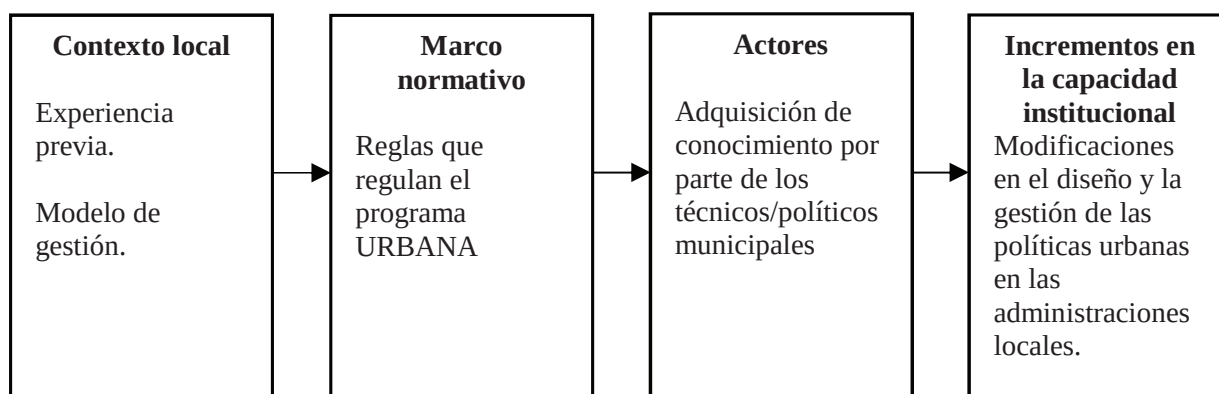 Contexto local
Experiencia
previa.
Modelo de
gestión.
Marco
normativo
Reglas que
regulan el
programa
URBANA
Actores
Adquisición de
conocimiento por
parte de los
técnicos/políticos
municipales
Incrementos en
la capacidad
institucional
Modificaciones
en el diseño y la
gestión de las
políticas urbanas
en las
administraciones
locales.